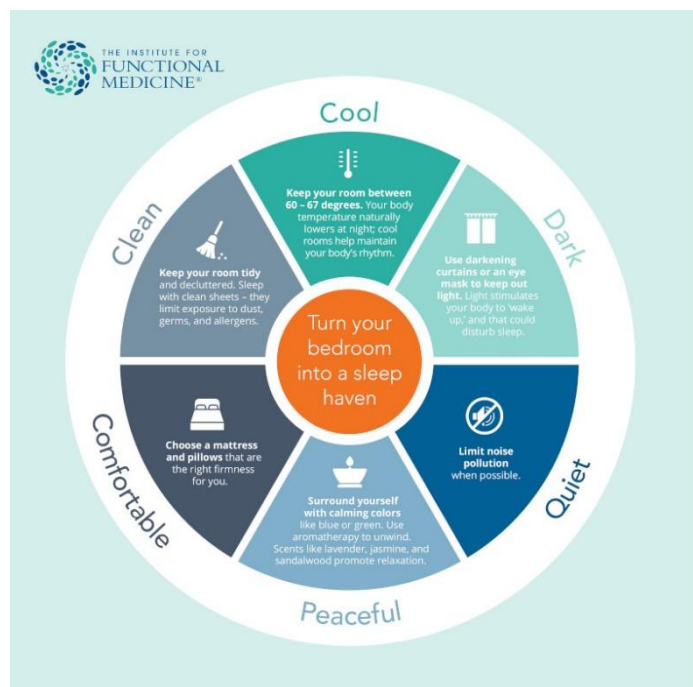 THE INSTITUTE FOR
FUNCTIONAL
MEDICINE®
Cool
Keep your room between
60 – 67 degrees. Your body
temperature naturally
lowers at night; cool
rooms help maintain
your body's rhythm.
Dark
Use darkening
curtains or an eye
mask to keep out
light. Light stimulates
your body to 'wake
up,' and that could
disturb sleep.
Quiet
Limit noise
pollution
when possible.
Peaceful
Surround yourself
with calming colors
like blue or green. Use
aromatherapy to unwind.
Scents like lavender, jasmine, and
sandalwood promote relaxation.
Comfortable
Choose a mattress
and pillows that are
the right firmness
for you.
Clean
Keep your room tidy
and decluttered. Sleep
with clean sheets – they
limit exposure to dust,
germs, and allergens.
Turn your
bedroom
into a sleep
haven